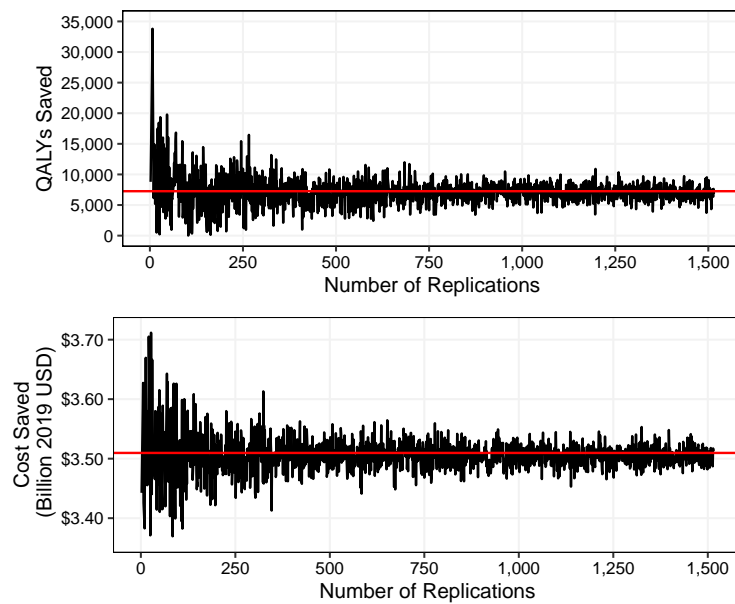 35,000
30,000
25,000
20,000
15,000
10,000
5,000
0
QALYs Saved
0 250 500 750 1,000 1,250 1,500
Number of Replications
$3.70
$3.60
$3.50
$3.40
Cost Saved
(Billion 2019 USD)
0 250 500 750 1,000 1,250 1,500
Number of Replications